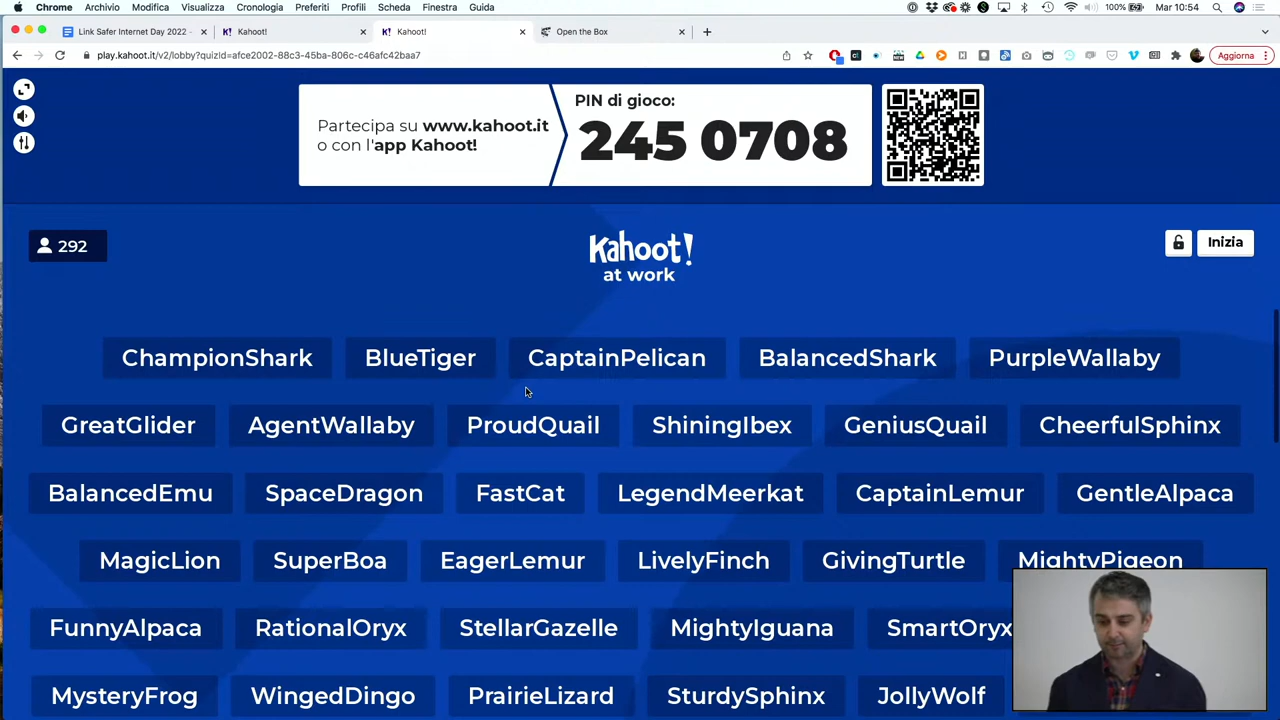 Chrome Archivio Modifica Visualizza Cronologia Preferiti Profili Scheda Finestra Guida 100% Mar 10:54
Link Safer Internet Day 2022 - Kahoot! Kahoot! Open the Box
play.kahoot.it/v2/lobby?quizId=afce2002-88c3-45ba-806c-c46afc42baa7 Aggiorna
Partecipa su www.kahoot.it
o con l'app Kahoot!
PIN di gioco:
245 0708
292
Kahoot!
at work
Inizia
ChampionShark BlueTiger CaptainPelican BalancedShark PurpleWallaby
GreatGlider AgentWallaby ProudQuail ShiningIbex GeniusQuail CheerfulSphinx
BalancedEmu SpaceDragon FastCat LegendMeerkat CaptainLemur GentleAlpaca
MagicLion SuperBoa EagerLemur LivelyFinch GivingTurtle MightyPigeon
FunnyAlpaca RationalOryx StellarGazelle MightyIguana SmartOryx
MysteryFrog WingedDingo PrairieLizard SturdySphinx JollyWolf